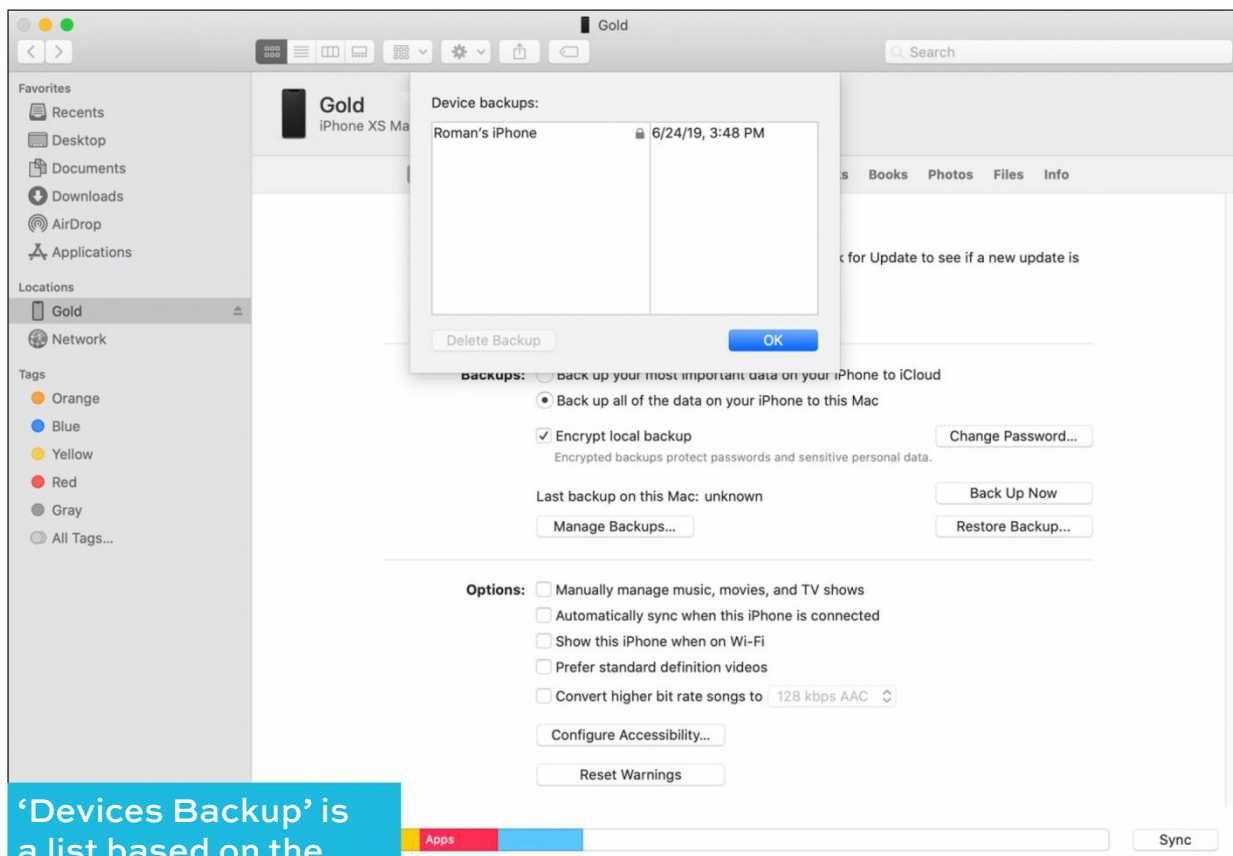 Gold
Search
Favorites
Recents
Desktop
Documents
Downloads
AirDrop
Applications
Locations
Gold
Network
Tags
Orange
Blue
Yellow
Red
Gray
All Tags...
Gold
iPhone XS Ma
Device backups:
Roman's iPhone 6/24/19, 3:48 PM
Delete Backup OK
Books Photos Files Info
for Update to see if a new update is
Backups: Back up your most important data on your iPhone to iCloud
Back up all of the data on your iPhone to this Mac
Encrypt local backup Change Password...
Encrypted backups protect passwords and sensitive personal data.
Last backup on this Mac: unknown Back Up Now
Manage Backups... Restore Backup...
Options: Manually manage music, movies, and TV shows
Automatically sync when this iPhone is connected
Show this iPhone when on Wi-Fi
Prefer standard definition videos
Convert higher bit rate songs to 128 kbps AAC
Configure Accessibility...
Reset Warnings
‘Devices Backup’ is
a list based on the
Apps Sync